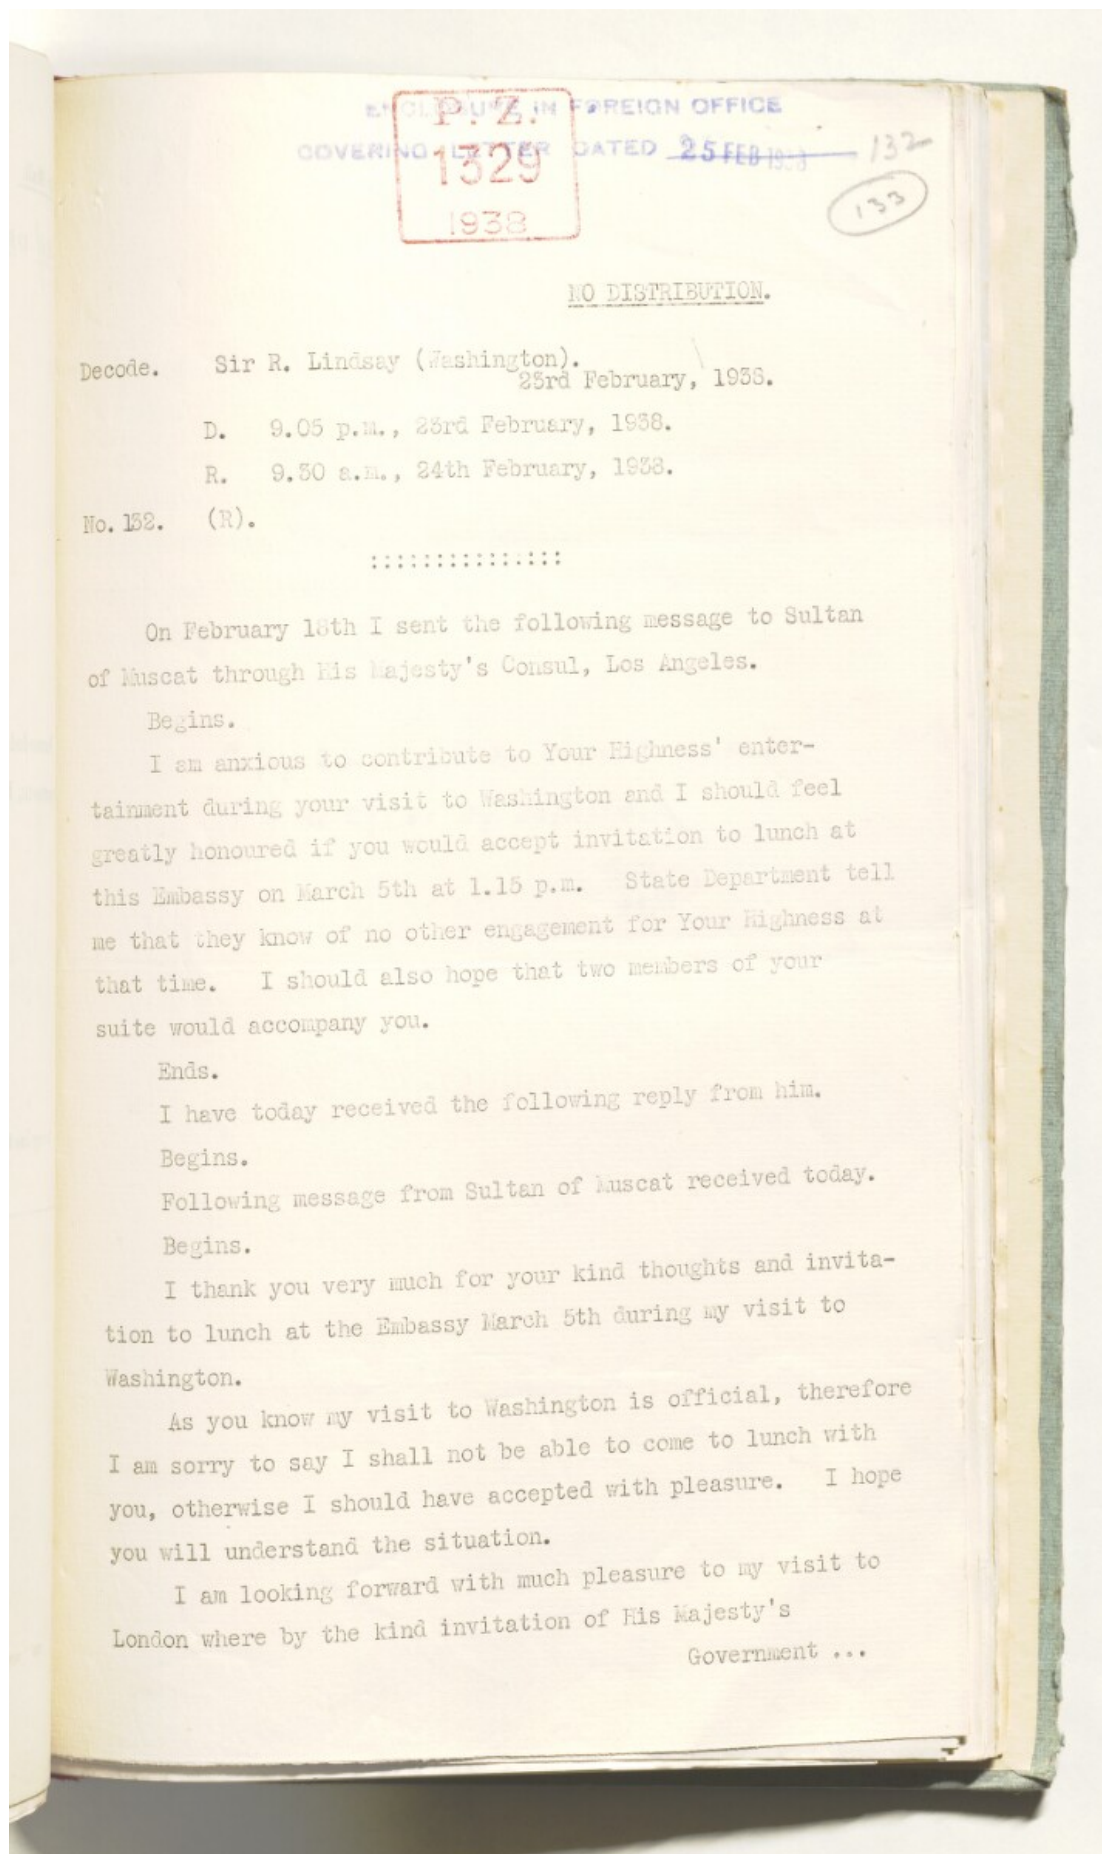 ENCLOSURE IN FOREIGN OFFICE
COVERING LETTER DATED 25 FEB 1938
P. Z.
1329
1938
132
133
NO DISTRIBUTION.
Decode. Sir R. Lindsay (Washington).
23rd February, 1938.
D. 9.05 p.m., 23rd February, 1938.
R. 9.30 a.m., 24th February, 1938.
No. 132. (R).
:::::::::::::::
On February 18th I sent the following message to Sultan
of Muscat through His Majesty's Consul, Los Angeles.
Begins.
I am anxious to contribute to Your Highness' enter-
tainment during your visit to Washington and I should feel
greatly honoured if you would accept invitation to lunch at
this Embassy on March 5th at 1.15 p.m. State Department tell
me that they know of no other engagement for Your Highness at
that time. I should also hope that two members of your
suite would accompany you.
Ends.
I have today received the following reply from him.
Begins.
Following message from Sultan of Muscat received today.
Begins.
I thank you very much for your kind thoughts and invita-
tion to lunch at the Embassy March 5th during my visit to
Washington.
As you know my visit to Washington is official, therefore
I am sorry to say I shall not be able to come to lunch with
you, otherwise I should have accepted with pleasure. I hope
you will understand the situation.
I am looking forward with much pleasure to my visit to
London where by the kind invitation of His Majesty's
Government ...